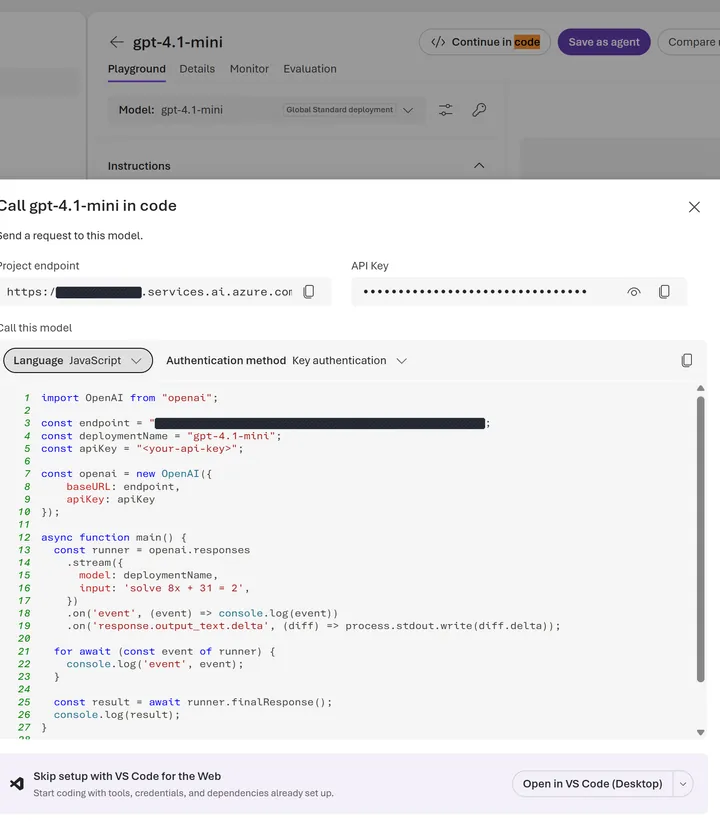 gpt-4.1-mini
Continue in code
Save as agent
Compare
Playground
Details
Monitor
Evaluation
Model: gpt-4.1-mini
Global Standard deployment
Instructions
Call gpt-4.1-mini in code
Send a request to this model.
Project endpoint
API Key
https:/ .services.ai.azure.com
••••••••••••••••••••••••••••••••
Call this model
Language JavaScript
Authentication method Key authentication
1 import OpenAI from "openai";
2
3 const endpoint = " ;
4 const deploymentName = "gpt-4.1-mini";
5 const apiKey = "<your-api-key>";
6
7 const openai = new OpenAI({
8     baseURL: endpoint,
9     apiKey: apiKey
10 });
11
12 async function main() {
13   const runner = openai.responses
14     .stream({
15       model: deploymentName,
16       input: 'solve 8x + 31 = 2',
17     })
18     .on('event', (event) => console.log(event))
19     .on('response.output_text.delta', (diff) => process.stdout.write(diff.delta));
20
21   for await (const event of runner) {
22     console.log('event', event);
23   }
24
25   const result = await runner.finalResponse();
26   console.log(result);
27 }
28
Skip setup with VS Code for the Web
Start coding with tools, credentials, and dependencies already set up.
Open in VS Code (Desktop)